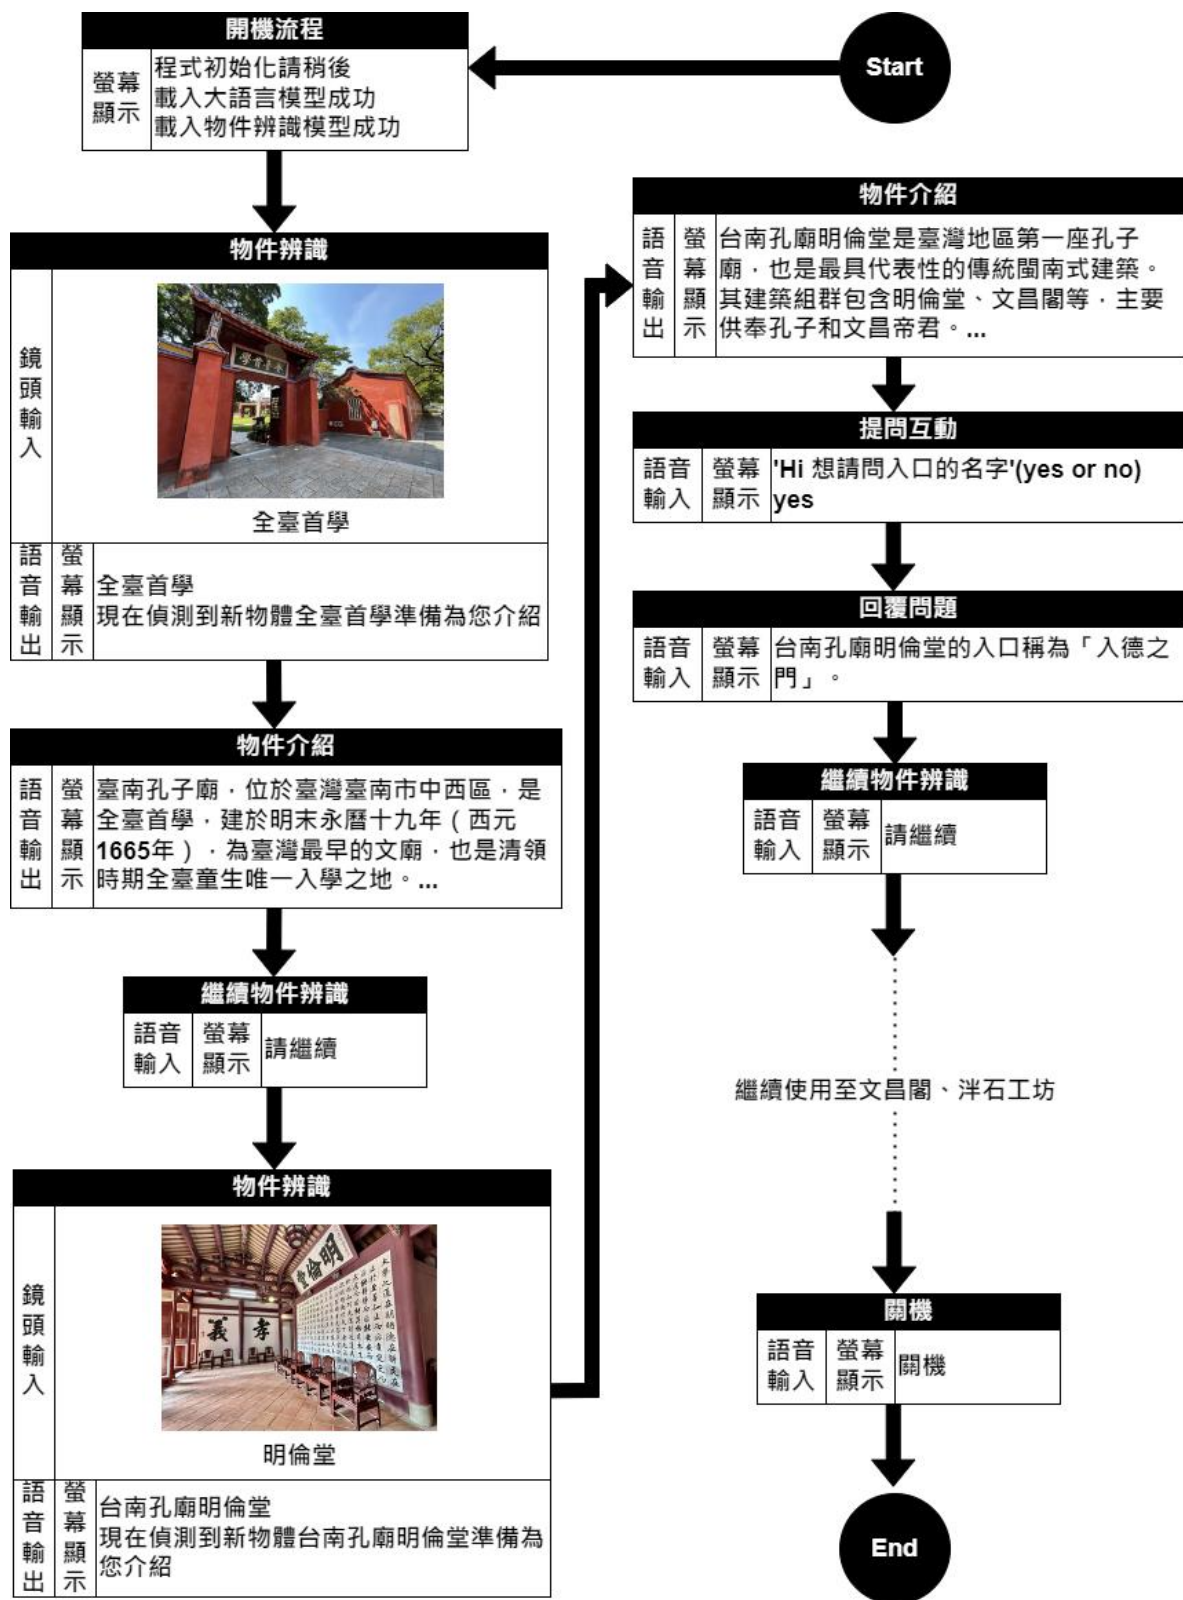 Start
開機流程
螢幕
顯示
程式初始化請稍後
載入大語言模型成功
載入物件辨識模型成功
物件辨識
鏡頭輸入
全臺首學
語音輸出
螢幕顯示
全臺首學
現在偵測到新物體全臺首學準備為您介紹
物件介紹
語音輸出
螢幕顯示
臺南孔子廟，位於臺灣臺南市中西區，是
全臺首學，建於明末永曆十九年（西元
1665年），為臺灣最早的文廟，也是清領
時期全臺童生唯一入學之地。...
繼續物件辨識
語音
輸入
螢幕
顯示
請繼續
物件辨識
鏡頭輸入
明倫堂
孝義
明倫堂
語音輸出
螢幕顯示
台南孔廟明倫堂
現在偵測到新物體台南孔廟明倫堂準備為
您介紹
物件介紹
語音輸出
螢幕顯示
台南孔廟明倫堂是臺灣地區第一座孔子
廟，也是最具代表性的傳統閩南式建築。
其建築組群包含明倫堂、文昌閣等，主要
供奉孔子和文昌帝君。...
提問互動
語音
輸入
螢幕
顯示
'Hi 想請問入口的名字'(yes or no)
yes
回覆問題
語音
輸入
螢幕
顯示
台南孔廟明倫堂的入口稱為「入德之
門」。
繼續物件辨識
語音
輸入
螢幕
顯示
請繼續
繼續使用至文昌閣、泮石工坊
關機
語音
輸入
螢幕
顯示
關機
End